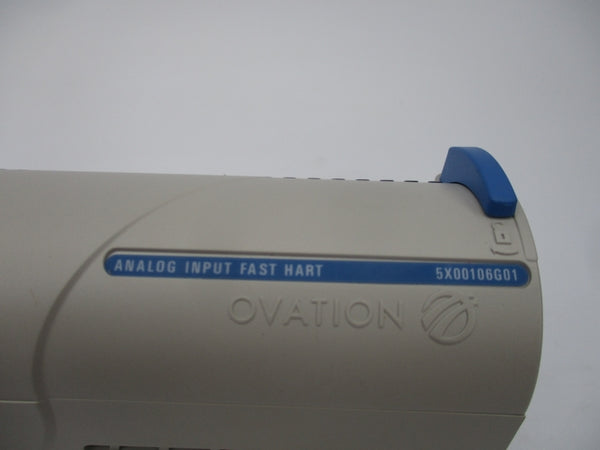 ANALOG INPUT FAST HART 5X00106G01
OVATION